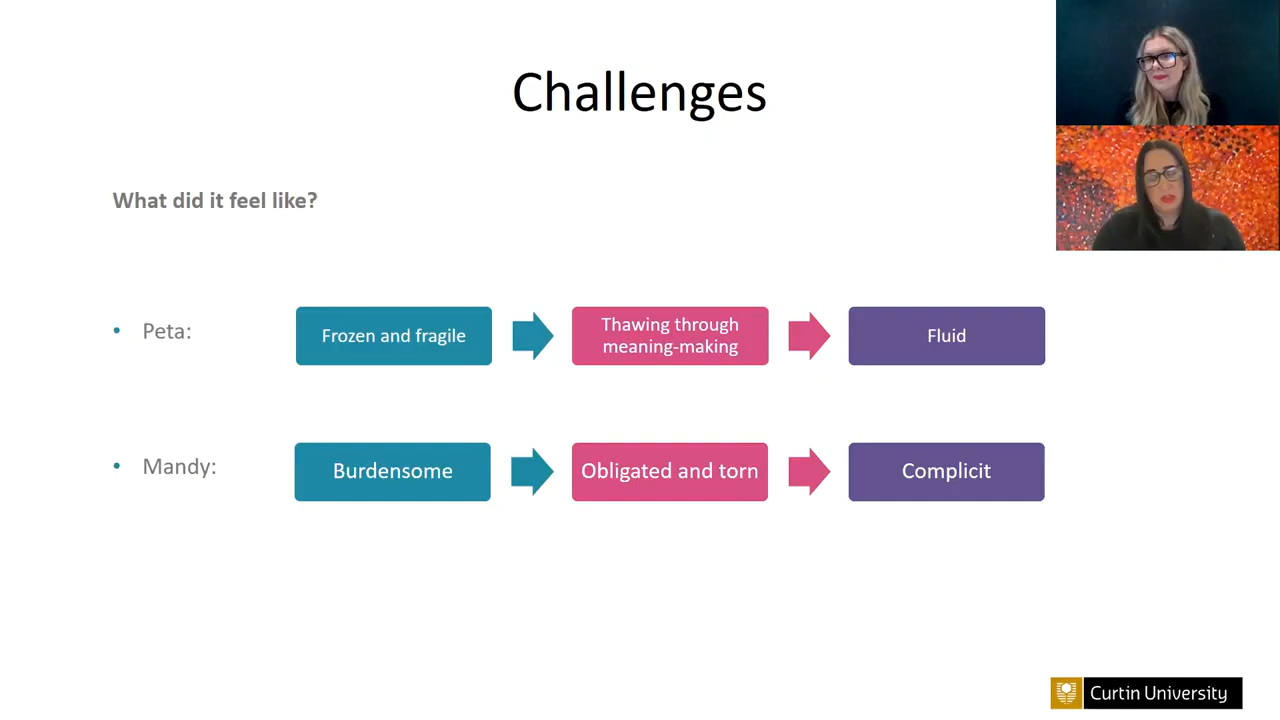 Challenges
What did it feel like?
• Peta:
Frozen and fragile
Thawing through
meaning-making
Fluid
• Mandy:
Burdensome
Obligated and torn
Complicit
Curtin University